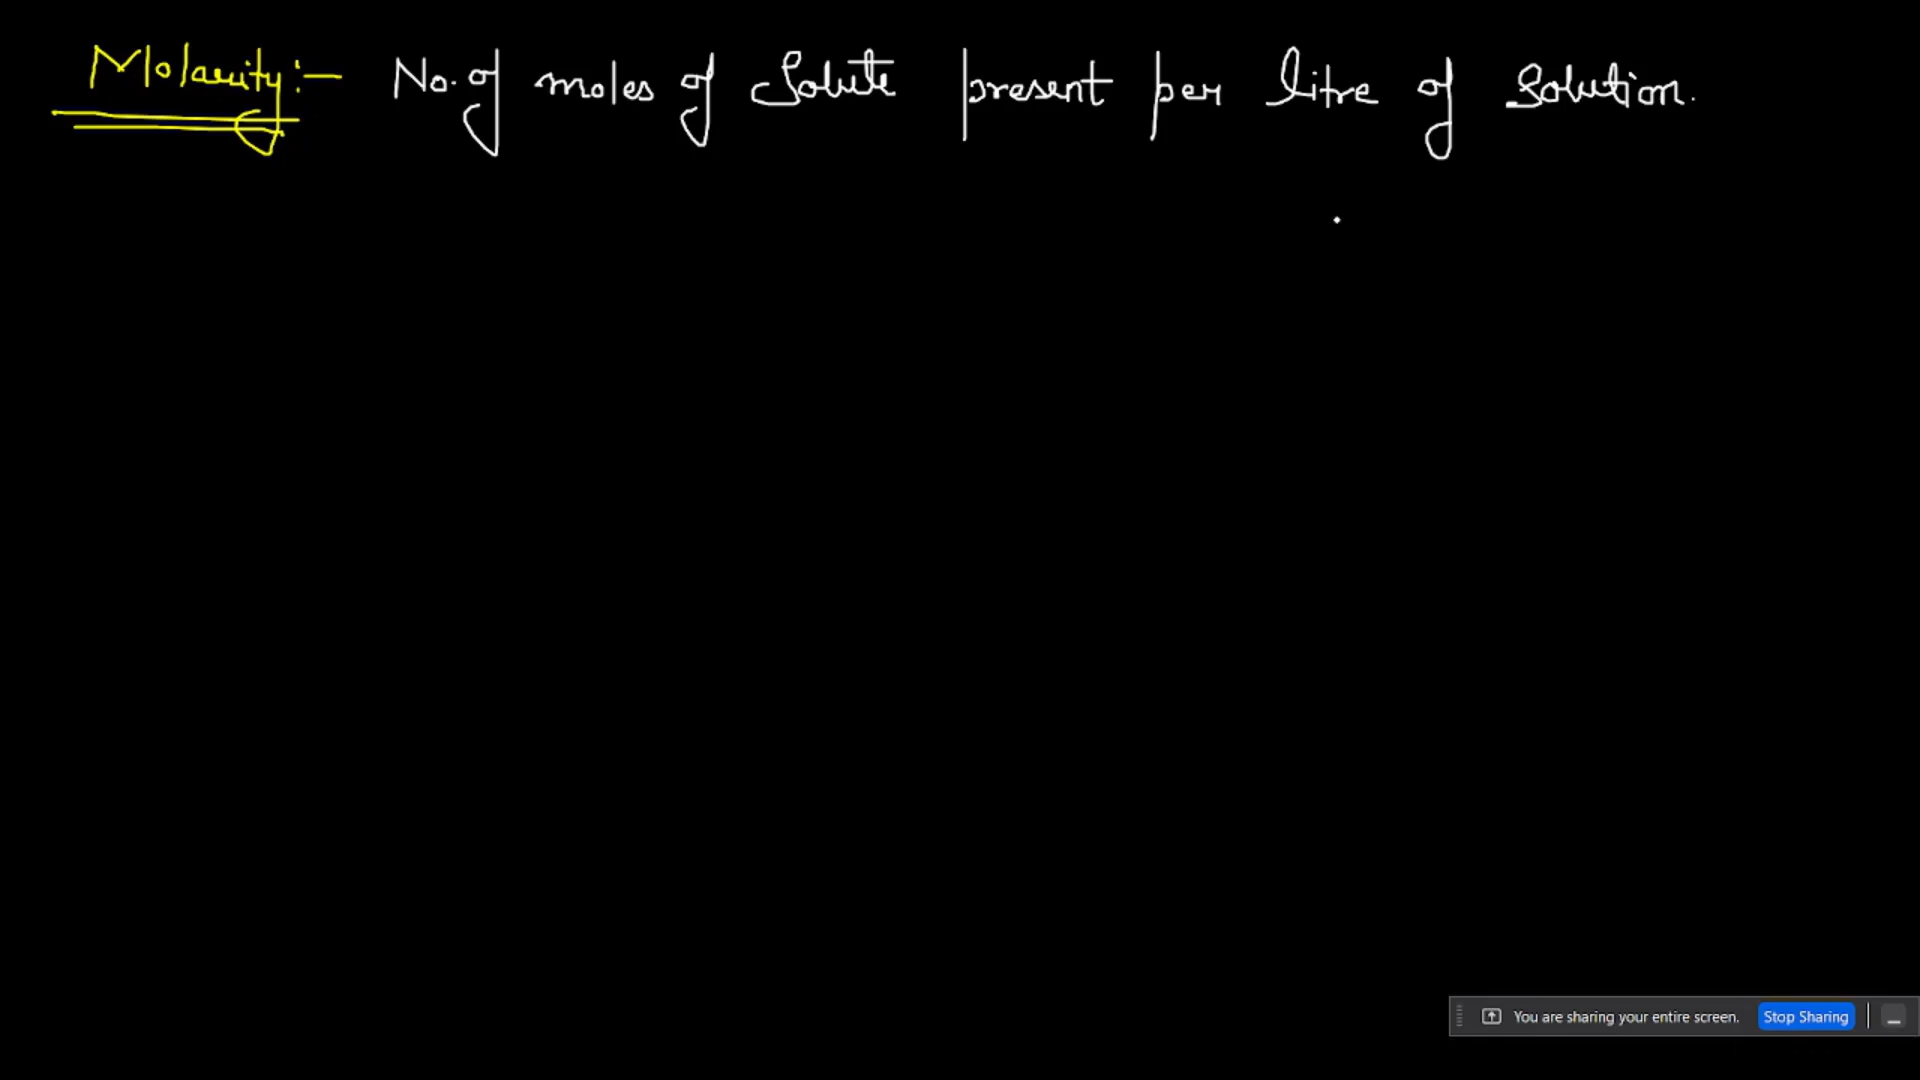 Molarity:- No. of moles of Solute present per litre of Solution.
You are sharing your entire screen. Stop Sharing